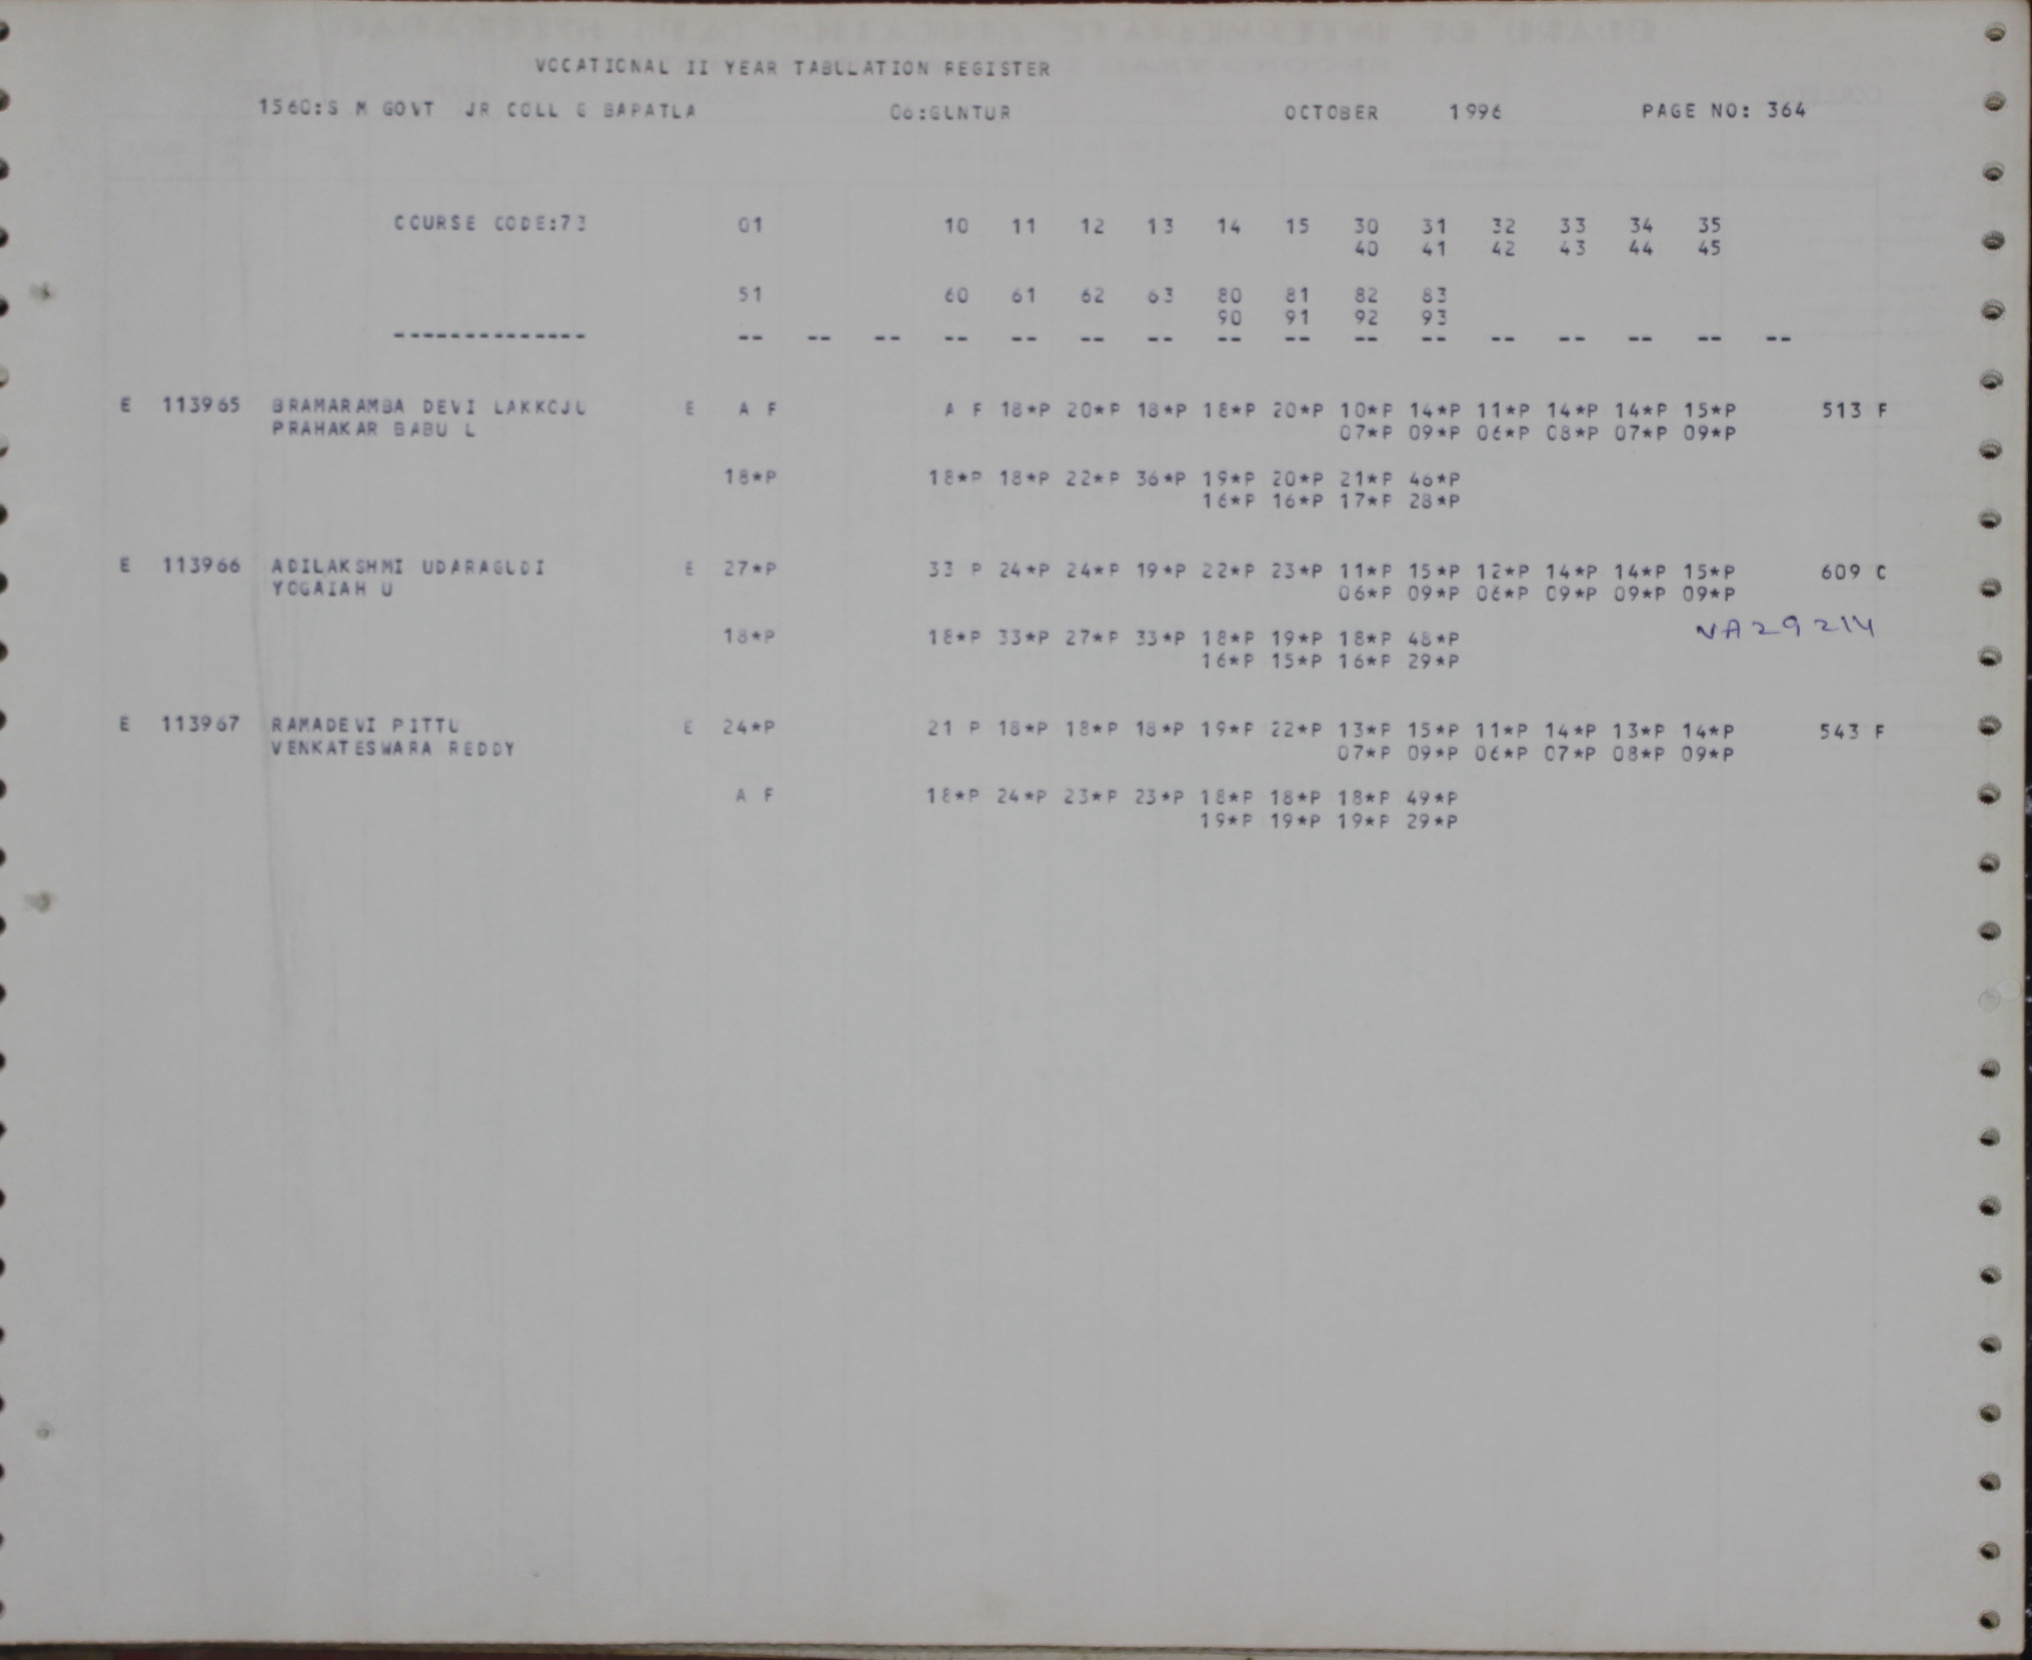 VOCATIONAL II YEAR TABULATION REGISTER
1560:S M GOVT JR COLL G BAPATLA 06:GUNTUR OCTOBER 1996 PAGE NO: 364
COURSE CODE:73 01 10 11 12 13 14 15 30 31 32 33 34 35
40 41 42 43 44 45
51 60 61 62 63 80 81 82 83
90 91 92 93
-------------- -- -- -- -- -- -- -- -- -- -- -- -- -- -- -- --
E 113965 BRAMARAMBA DEVI LAKKOJU E A F A F 18*P 20*P 18*P 18*P 20*P 10*P 14*P 11*P 14*P 14*P 15*P 513 F
PRAHAKAR BABU L 07*P 09*P 06*P 08*P 07*P 09*P
18*P 18*P 18*P 22*P 36*P 19*P 20*P 21*P 46*P
16*P 16*P 17*P 28*P
E 113966 ADILAKSHMI UDARAGUDI E 27*P 33 P 24*P 24*P 19*P 22*P 23*P 11*P 15*P 12*P 14*P 14*P 15*P 609 C
YOGAIAH U 06*P 09*P 06*P 09*P 09*P 09*P
VA29214
18*P 18*P 33*P 27*P 33*P 18*P 19*P 18*P 48*P
16*P 15*P 16*P 29*P
E 113967 RAMADEVI PITTU E 24*P 21 P 18*P 18*P 18*P 19*P 22*P 13*P 15*P 11*P 14*P 13*P 14*P 543 F
VENKATESWARA REDDY 07*P 09*P 06*P 07*P 08*P 09*P
A F 18*P 24*P 23*P 23*P 18*P 18*P 18*P 49*P
19*P 19*P 19*P 29*P